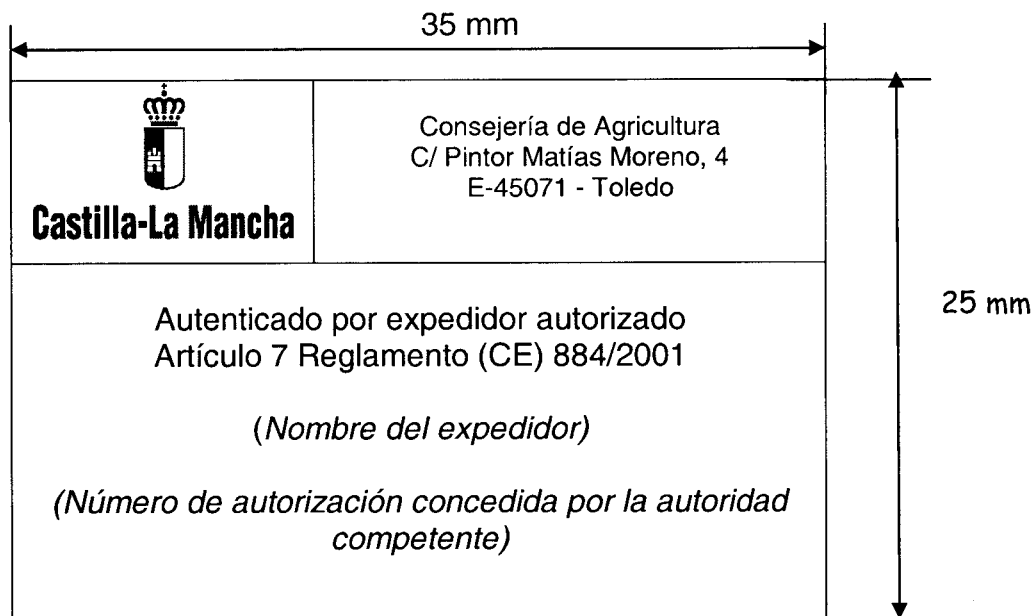 35 mm
Castilla-La Mancha
Consejería de Agricultura
C/ Pintor Matías Moreno, 4
E-45071 - Toledo
25 mm
Autenticado por expedidor autorizado
Artículo 7 Reglamento (CE) 884/2001
(Nombre del expedidor)
(Número de autorización concedida por la autoridad
competente)